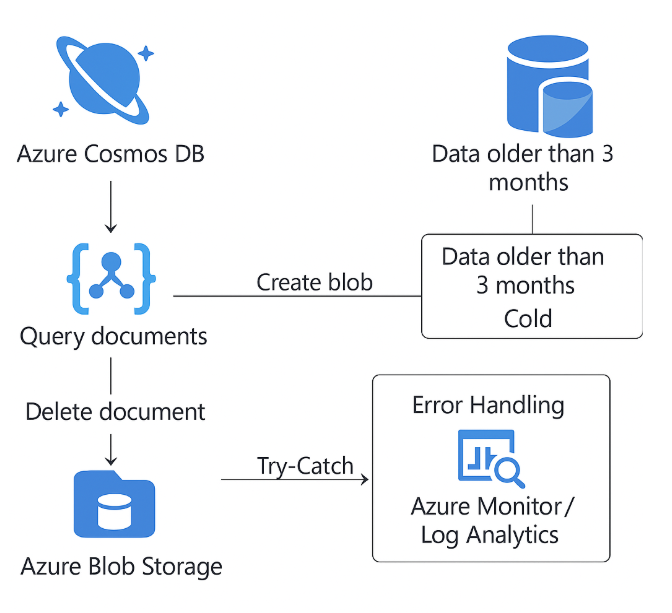 Azure Cosmos DB
Data older than 3
months
Data older than
3 months
Cold
Create blob
Query documents
Delete document
Error Handling
Try-Catch
Azure Monitor/
Log Analytics
Azure Blob Storage